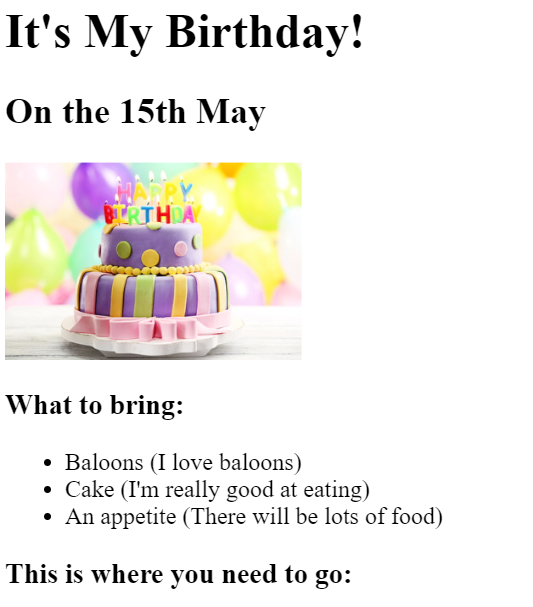 It's My Birthday!
On the 15th May
HAPPY
BIRTHDAY
What to bring:
Baloons (I love baloons)
Cake (I'm really good at eating)
An appetite (There will be lots of food)
This is where you need to go: